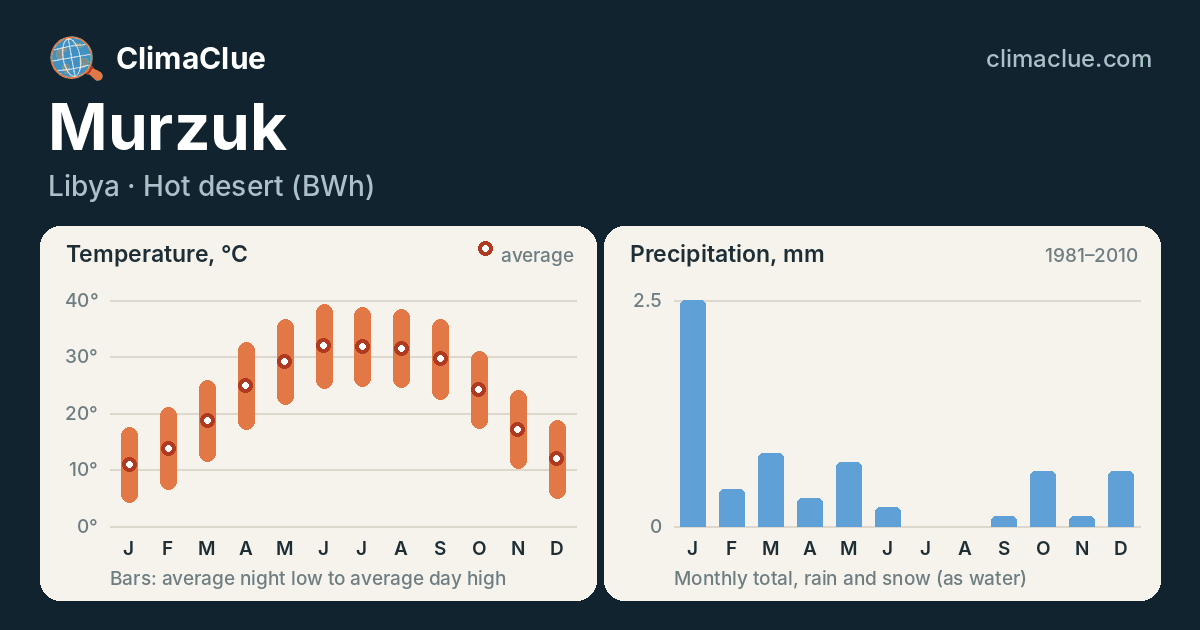 ClimaClue
climaclue.com
Murzuk
Libya · Hot desert (BWh)
Temperature, °C
average
40°
30°
20°
10°
0°
J F M A M J J A S O N D
Bars: average night low to average day high
Precipitation, mm
1981–2010
2.5
0
J F M A M J J A S O N D
Monthly total, rain and snow (as water)